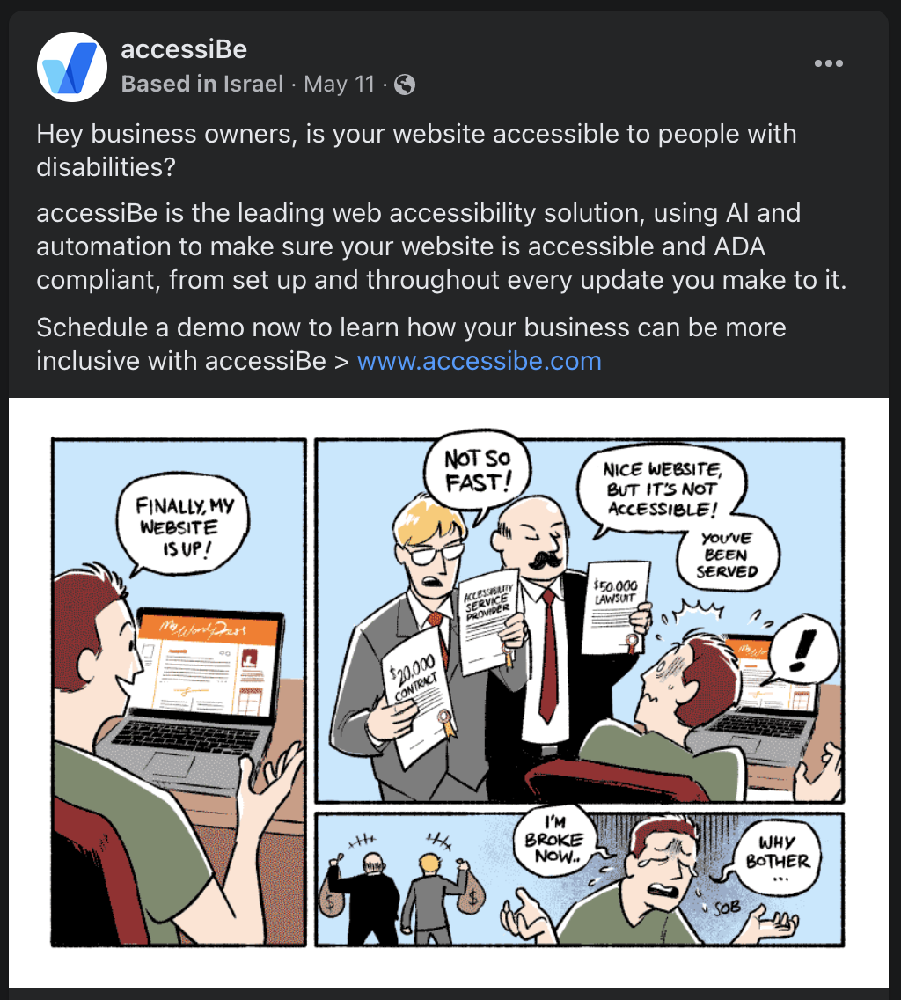 accessiBe
Based in Israel · May 11 ·
Hey business owners, is your website accessible to people with
disabilities?
accessiBe is the leading web accessibility solution, using AI and
automation to make sure your website is accessible and ADA
compliant, from set up and throughout every update you make to it.
Schedule a demo now to learn how your business can be more
inclusive with accessiBe > www.accessibe.com
FINALLY, MY
WEBSITE
IS UP!
My WordPress
NOT SO
FAST!
NICE WEBSITE,
BUT IT'S NOT
ACCESSIBLE!
YOU'VE
BEEN
SERVED
ACCESSIBILITY
SERVICE
PROVIDER
$50.000
LAWSUIT
$20.000
CONTRACT
My Wor
!
I'M
BROKE
NOW..
WHY
BOTHER
...
SOB
$
$